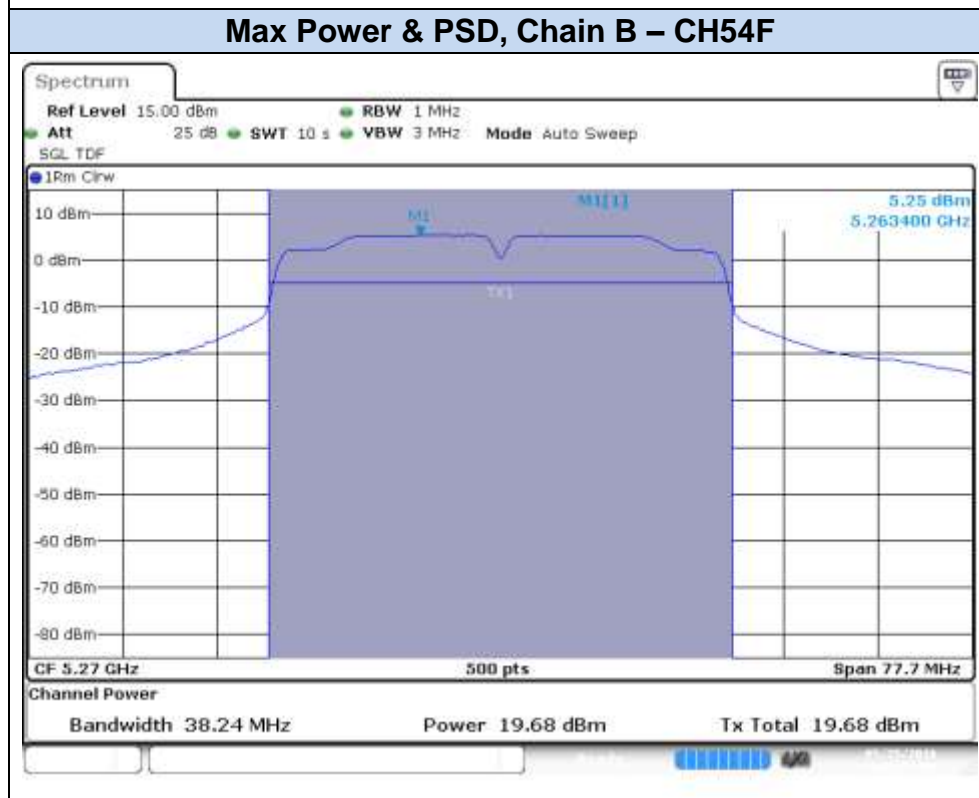 Max Power & PSD, Chain B – CH54F
Spectrum
Ref Level 15.00 dBm RBW 1 MHz
Att 25 dB SWT 10 s VBW 3 MHz Mode Auto Sweep
SGL TDF
1Rm Clrw
M1[1] 5.25 dBm
5.263400 GHz
10 dBm
M1
0 dBm
TX1
-10 dBm
-20 dBm
-30 dBm
-40 dBm
-50 dBm
-60 dBm
-70 dBm
-80 dBm
CF 5.27 GHz 500 pts Span 77.7 MHz
Channel Power
Bandwidth 38.24 MHz Power 19.68 dBm Tx Total 19.68 dBm